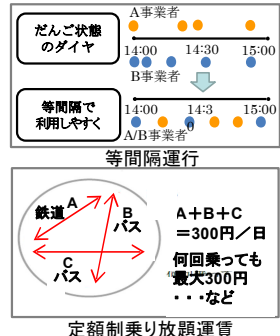 だんご状態
のダイヤ
A事業者
14:00 14:30 15:00
B事業者
等間隔で
利用しやすく
14:00 14:3 15:00
0
A/B事業者
等間隔運行
鉄道 A
B
バス
C
バス
A+B+C
=300円/日
何回乗っても
最大300円
・・・など
定額制乗り放題運賃